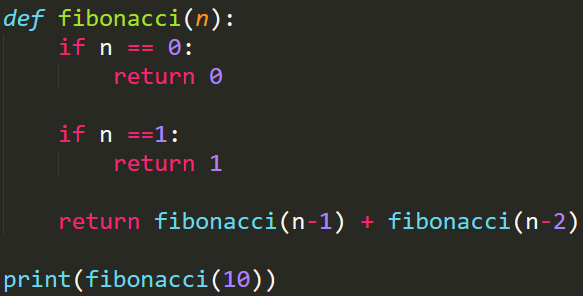 def fibonacci(n):
    if n == 0:
        return 0

    if n ==1:
        return 1

    return fibonacci(n-1) + fibonacci(n-2)

print(fibonacci(10))